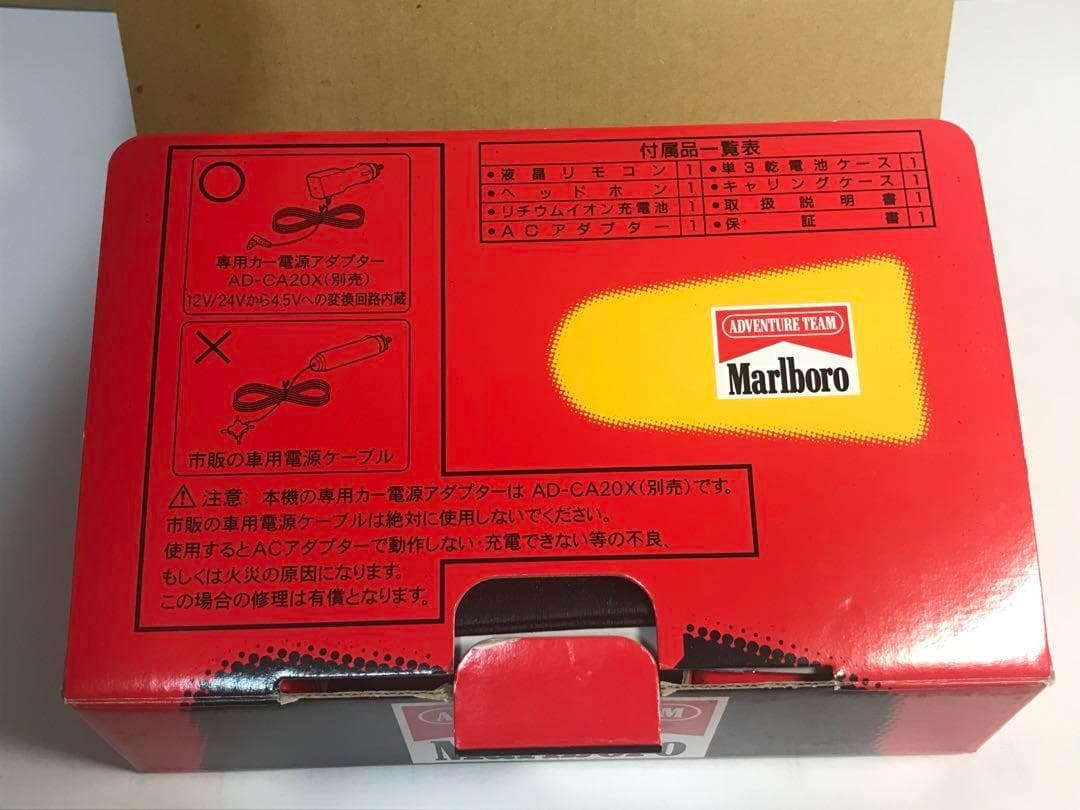 専用カー電源アダプター
AD-CA20X(別売)
12V/24Vから4.5Vへの変換回路内蔵
市販の車用電源ケーブル
付属品一覧表
●液晶リモコン 1 ●単3乾電池ケース 1
●ヘッドホン 1 ●キャリングケース 1
●リチウムイオン充電池 1 ●取扱説明書 1
●ACアダプター 1 ●保証書 1
ADVENTURE TEAM
Marlboro
注意: 本機の専用カー電源アダプターは AD-CA20X(別売)です。
市販の車用電源ケーブルは絶対に使用しないでください。
使用するとACアダプターで動作しない・充電できない等の不良、
もしくは火災の原因になります。
この場合の修理は有償となります。
Marlboro